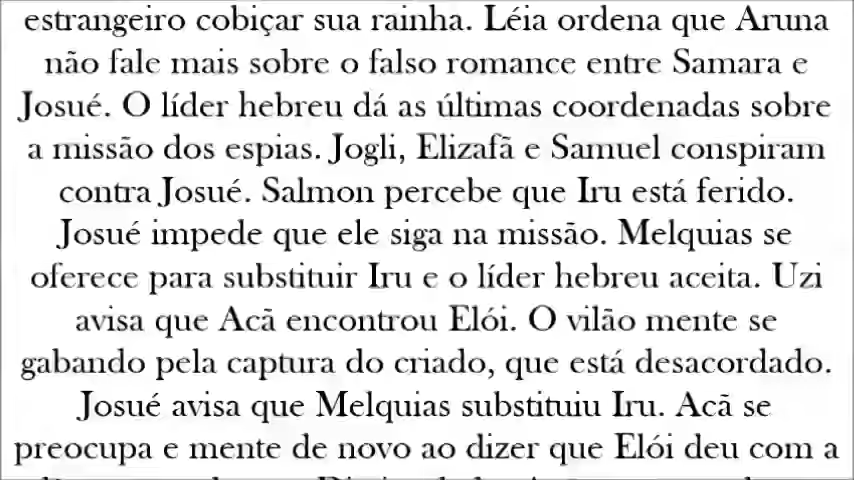 estrangeiro cobiçar sua rainha. Léia ordena que Aruna
não fale mais sobre o falso romance entre Samara e
Josué. O líder hebreu dá as últimas coordenadas sobre
a missão dos espias. Jogli, Elizafã e Samuel conspiram
contra Josué. Salmon percebe que Iru está ferido.
Josué impede que ele siga na missão. Melquias se
oferece para substituir Iru e o líder hebreu aceita. Uzi
avisa que Acã encontrou Elói. O vilão mente se
gabando pela captura do criado, que está desacordado.
Josué avisa que Melquias substituiu Iru. Acã se
preocupa e mente de novo ao dizer que Elói deu com a